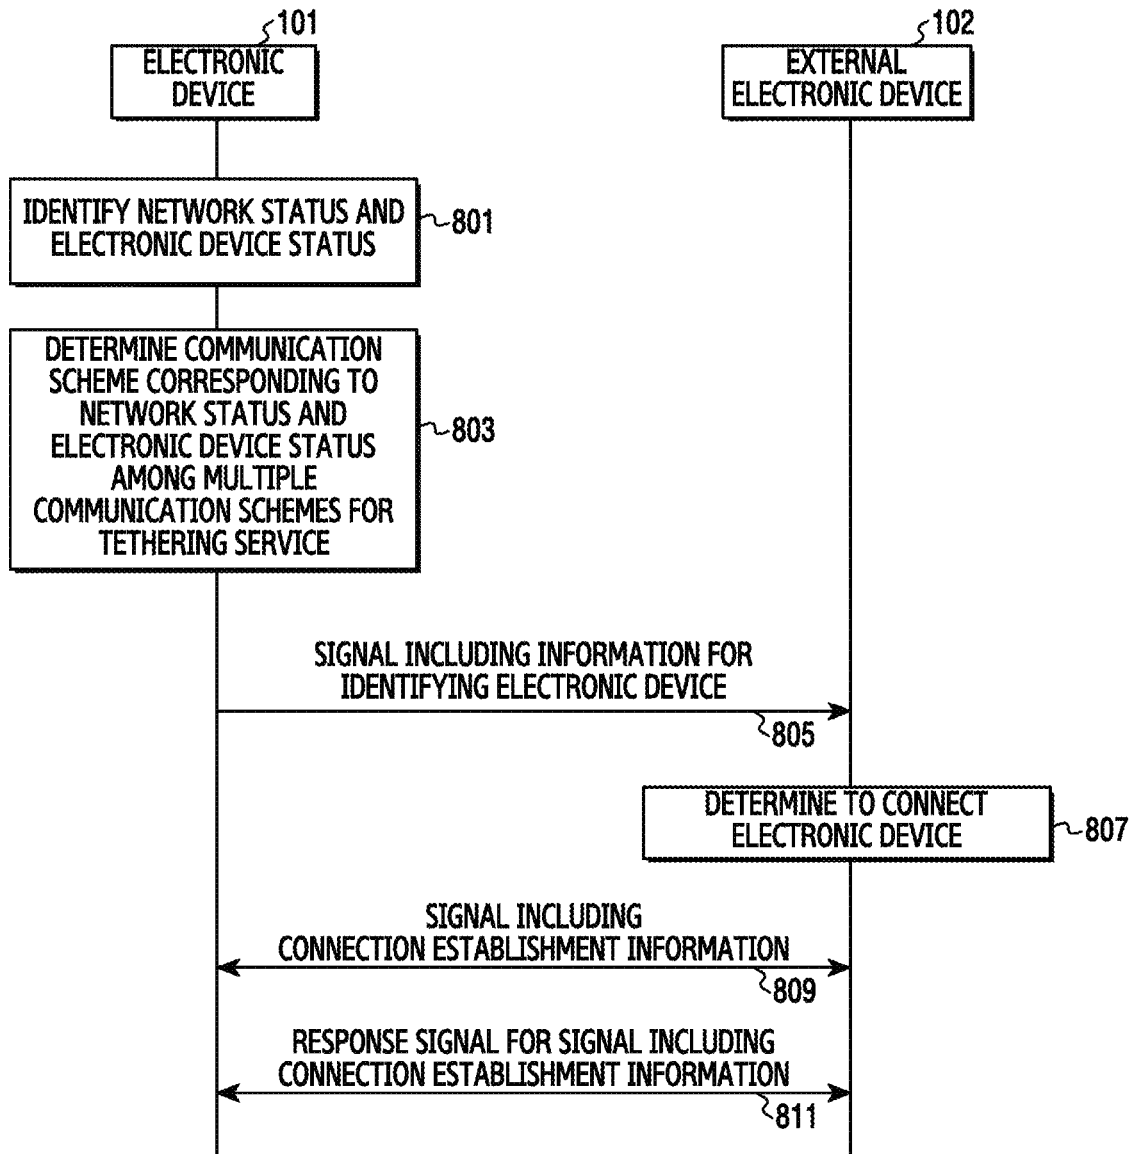 101
102
ELECTRONIC
DEVICE
EXTERNAL
ELECTRONIC DEVICE
IDENTIFY NETWORK STATUS AND
ELECTRONIC DEVICE STATUS
801
DETERMINE COMMUNICATION
SCHEME CORRESPONDING TO
NETWORK STATUS AND
ELECTRONIC DEVICE STATUS
AMONG MULTIPLE
COMMUNICATION SCHEMES FOR
TETHERING SERVICE
803
SIGNAL INCLUDING INFORMATION FOR
IDENTIFYING ELECTRONIC DEVICE
805
DETERMINE TO CONNECT
ELECTRONIC DEVICE
807
SIGNAL INCLUDING
CONNECTION ESTABLISHMENT INFORMATION
809
RESPONSE SIGNAL FOR SIGNAL INCLUDING
CONNECTION ESTABLISHMENT INFORMATION
811